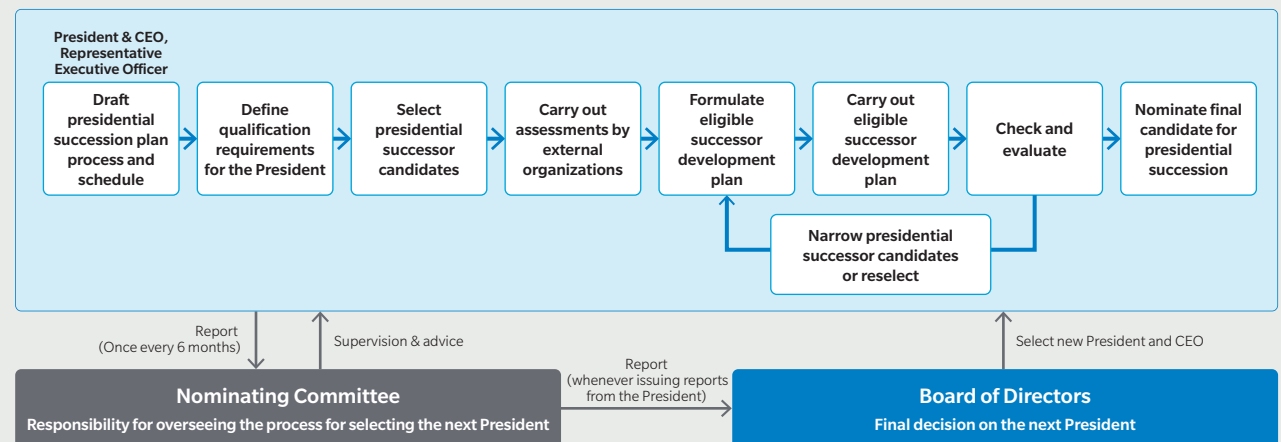 President & CEO,
Representative
Executive Officer
Draft
presidential
succession plan
process and
schedule
Define
qualification
requirements
for the President
Select
presidential
successor
candidates
Carry out
assessments by
external
organizations
Formulate
eligible
successor
development
plan
Carry out
eligible
successor
development
plan
Check and
evaluate
Nominate final
candidate for
presidential
succession
Narrow presidential
successor candidates
or reselect
Report
(Once every 6 months)
Supervision & advice
Select new President and CEO
Report
(whenever issuing reports
from the President)
Nominating Committee
Responsibility for overseeing the process for selecting the next President
Board of Directors
Final decision on the next President